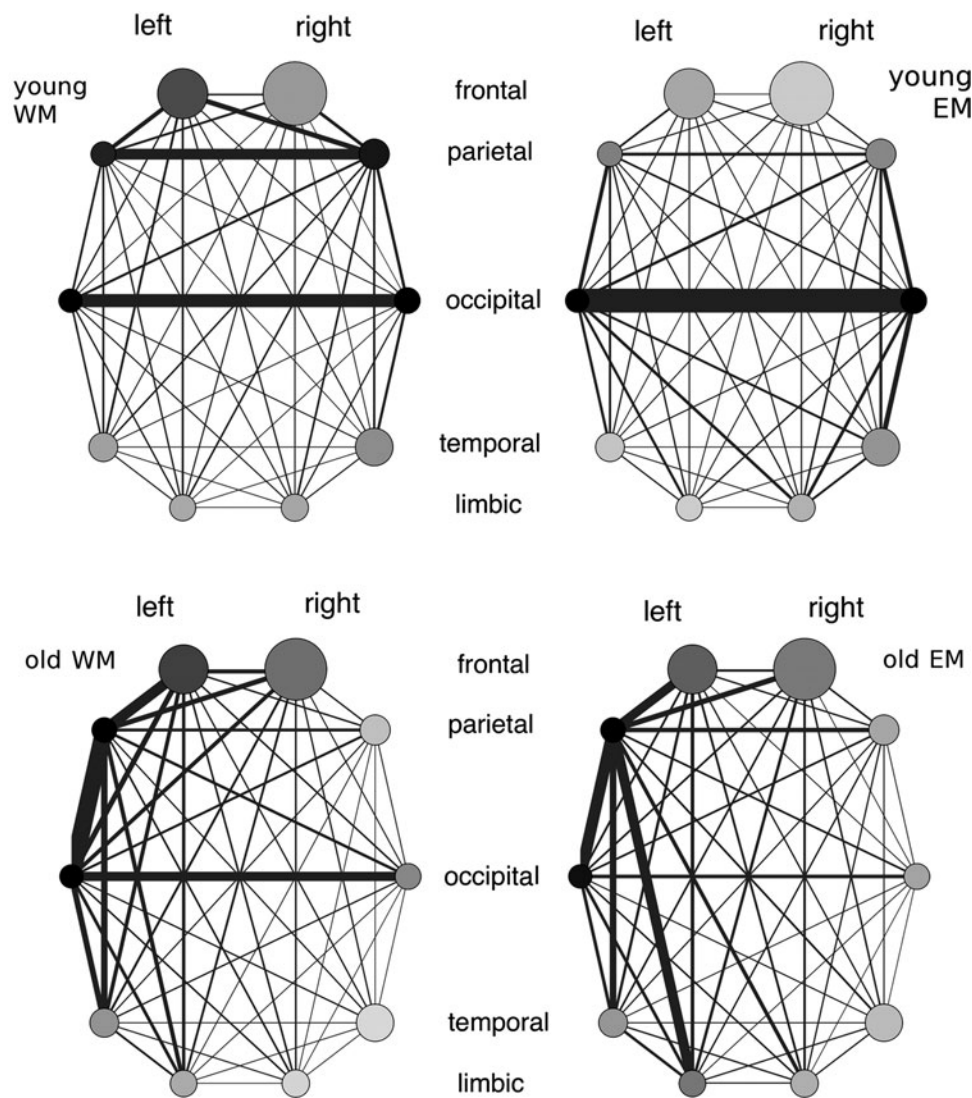 left right
left right
young
WM
frontal
young
EM
parietal
occipital
temporal
limbic
left right
left right
old WM
frontal
old EM
parietal
occipital
temporal
limbic